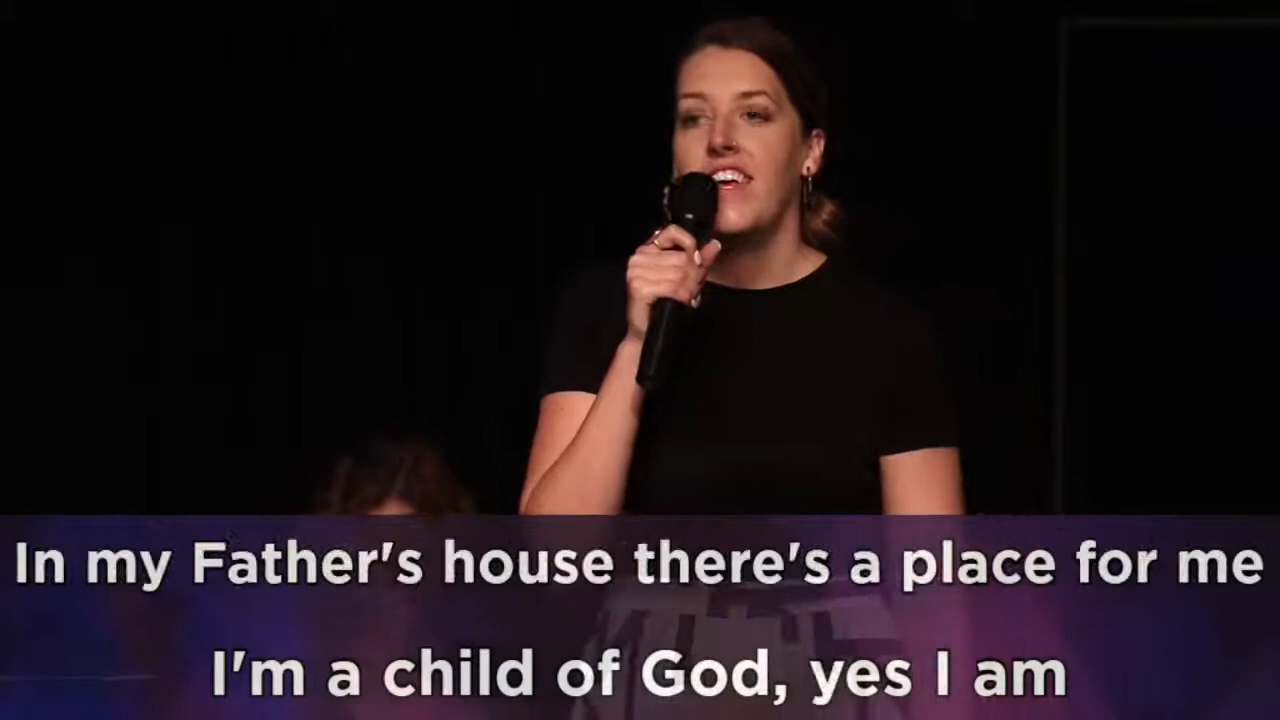 In my Father's house there's a place for me
I'm a child of God, yes I am